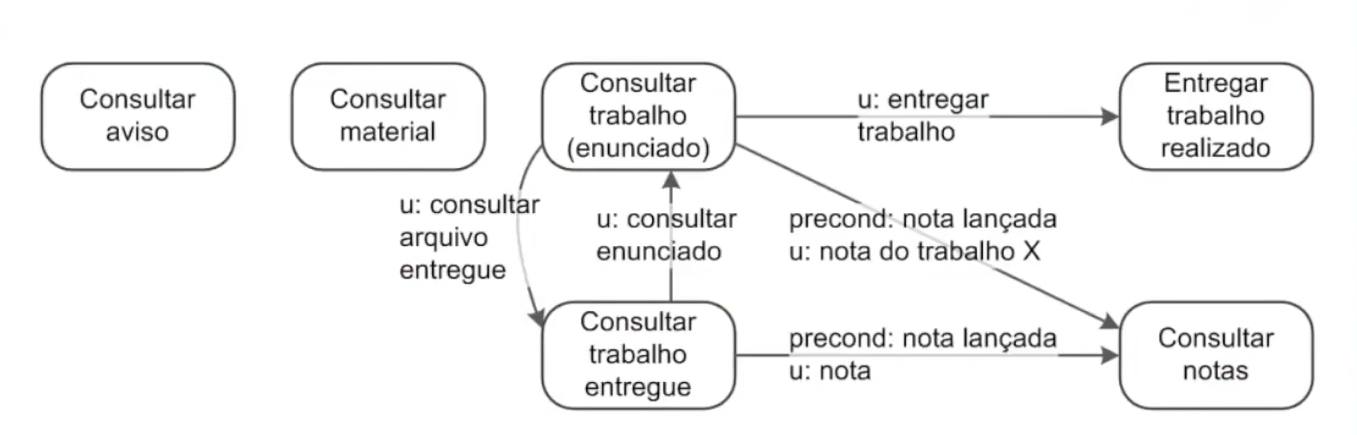 Consultar
aviso
Consultar
material
Consultar
trabalho
(enunciado)
u: entregar
trabalho
Entregar
trabalho
realizado
u: consultar
arquivo
entregue
u: consultar
enunciado
precond: nota lançada
u: nota do trabalho X
Consultar
trabalho
entregue
precond: nota lançada
u: nota
Consultar
notas